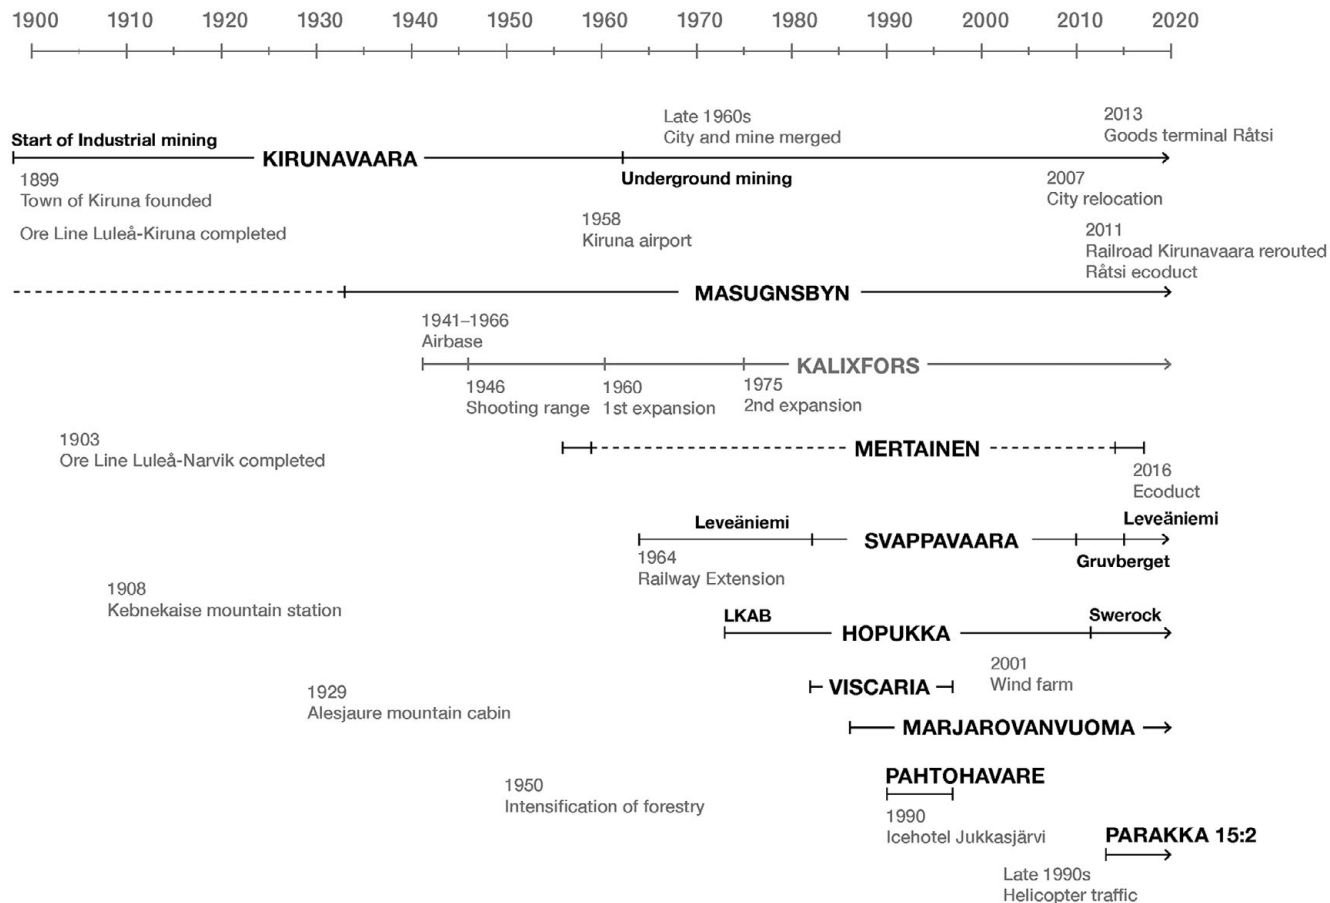 1900 1910 1920 1930 1940 1950 1960 1970 1980 1990 2000 2010 2020
Late 1960s
City and mine merged
2013
Goods terminal Råtsi
Start of Industrial mining
KIRUNAVAARA
1899
Town of Kiruna founded
Ore Line Luleå-Kiruna completed
Underground mining
1958
Kiruna airport
2007
City relocation
2011
Railroad Kirunavaara rerouted
Råtsi ecoduct
MASUGNSBYN
1941–1966
Airbase
KALIXFORS
1946
Shooting range
1960
1st expansion
1975
2nd expansion
1903
Ore Line Luleå-Narvik completed
MERTAINEN
2016
Ecoduct
Leveäniemi
SVAPPAVAARA
Leveäniemi
Gruvberget
1964
Railway Extension
1908
Kebnekaise mountain station
LKAB
HOPUKKA
Swerock
2001
Wind farm
VISCARIA
1929
Alesjaure mountain cabin
MARJAROVANVUOMA
PAHTOHAVARE
1950
Intensification of forestry
1990
Icehotel Jukkasjärvi
PARAKKA 15:2
Late 1990s
Helicopter traffic